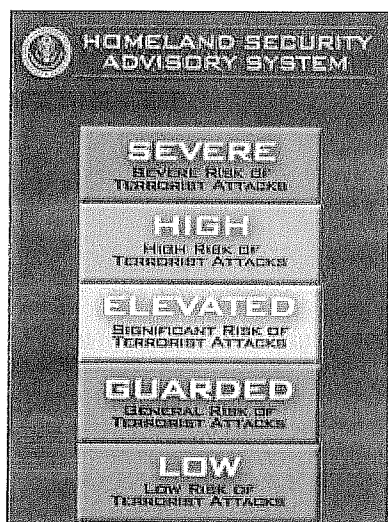 HOMELAND SECURITY
ADVISORY SYSTEM
SEVERE
SEVERE RISK OF
TERRORIST ATTACKS
HIGH
HIGH RISK OF
TERRORIST ATTACKS
ELEVATED
SIGNIFICANT RISK OF
TERRORIST ATTACKS
GUARDED
GENERAL RISK OF
TERRORIST ATTACKS
LOW
LOW RISK OF
TERRORIST ATTACKS